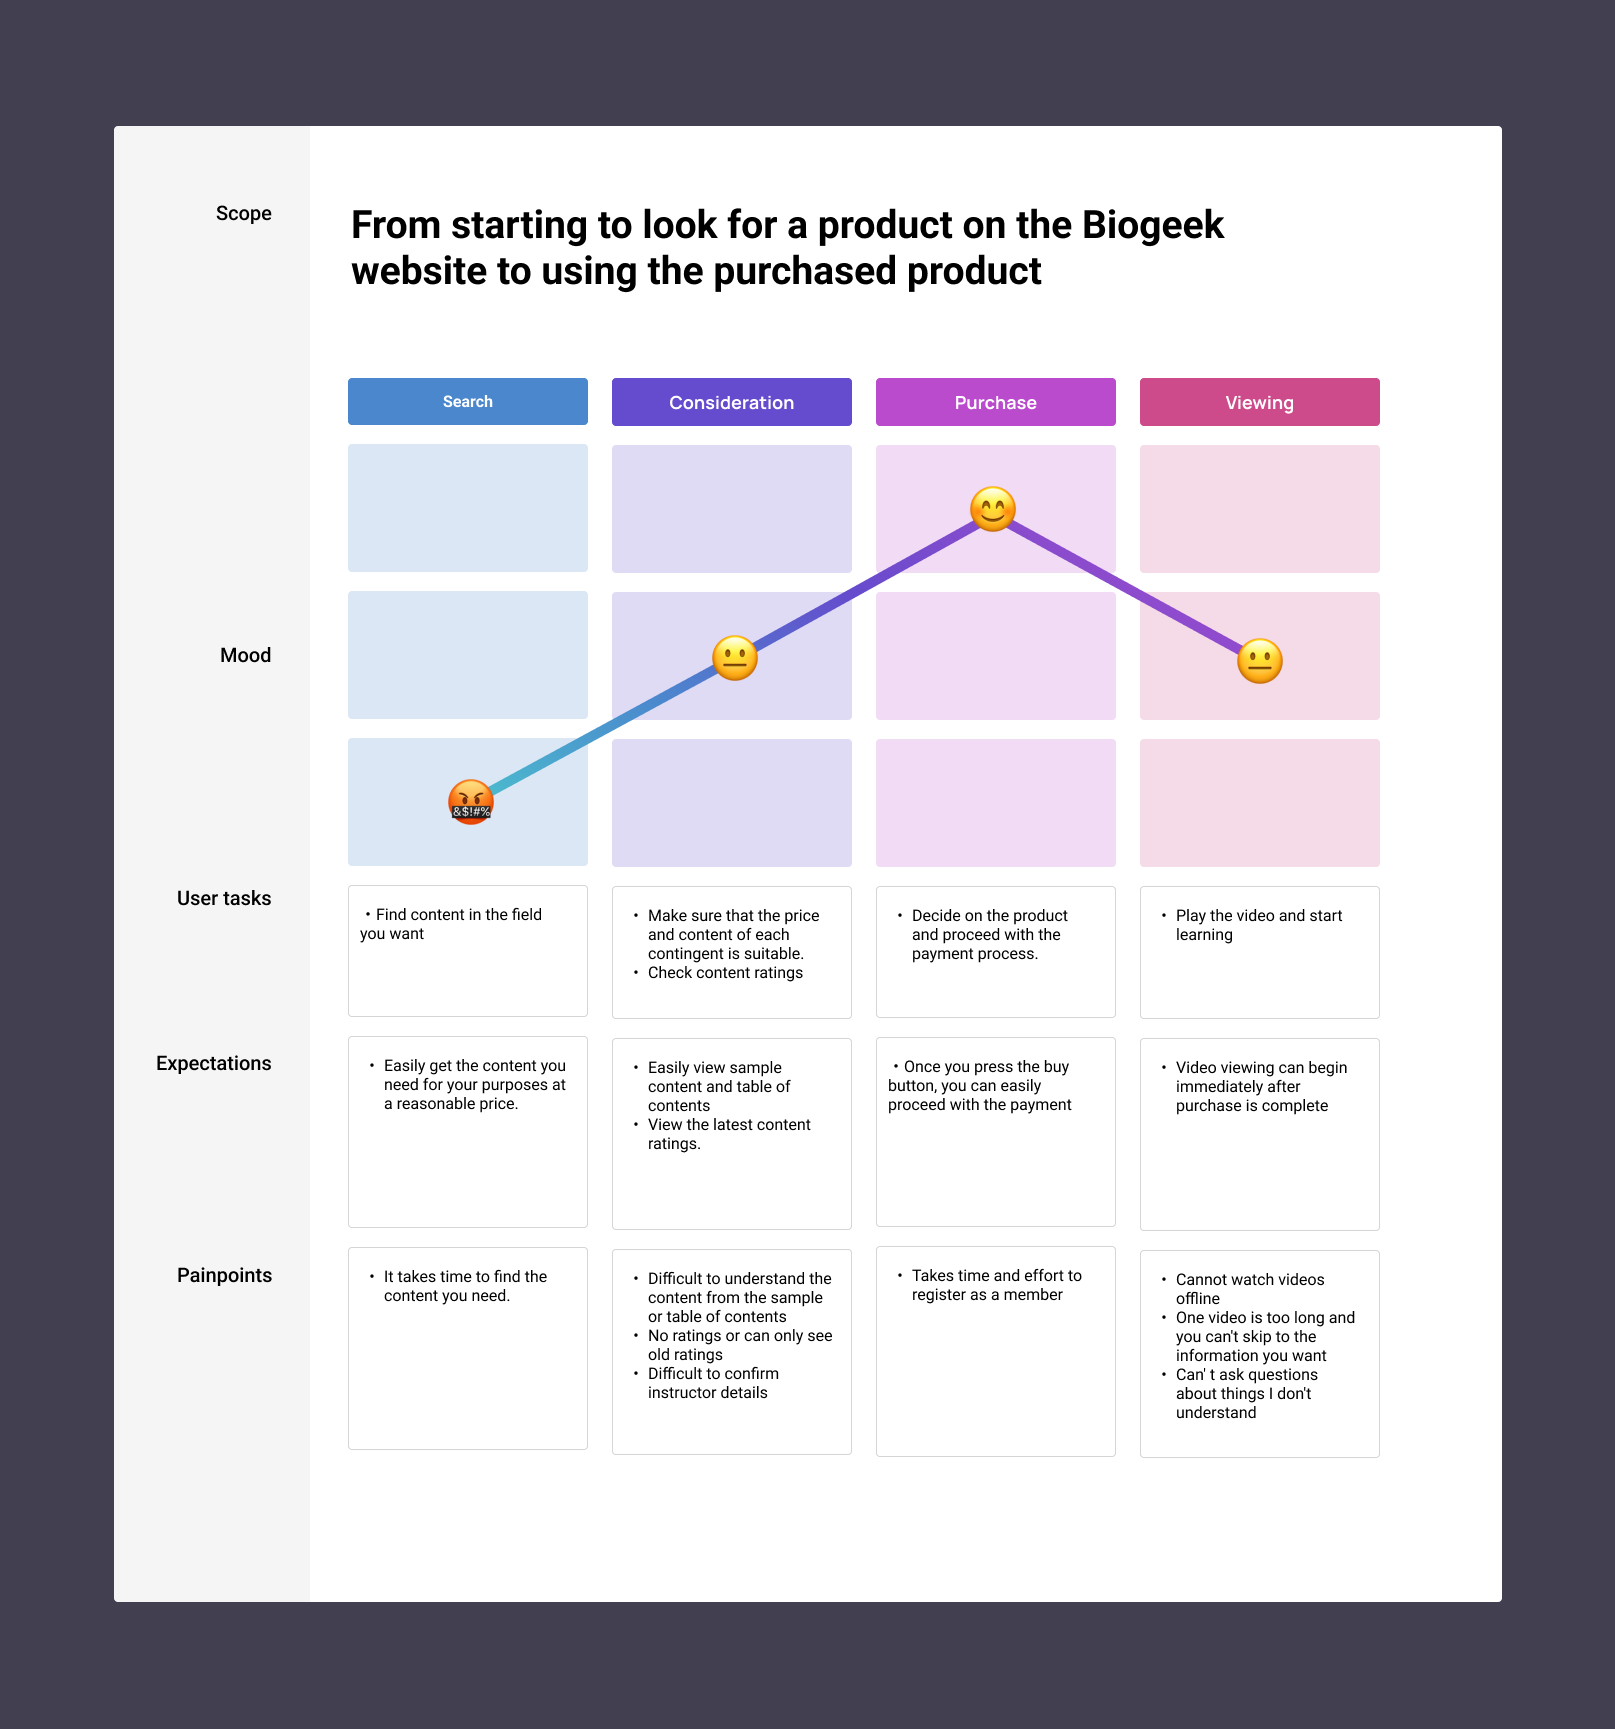 Scope
From starting to look for a product on the Biogeek
website to using the purchased product
Search
Consideration
Purchase
Viewing
Mood
&$!#%
User tasks
・Find content in the field
you want
• Make sure that the price
and content of each
contingent is suitable.
• Check content ratings
• Decide on the product
and proceed with the
payment process.
• Play the video and start
learning
Expectations
• Easily get the content you
need for your purposes at
a reasonable price.
• Easily view sample
content and table of
contents
• View the latest content
ratings.
・Once you press the buy
button, you can easily
proceed with the payment
• Video viewing can begin
immediately after
purchase is complete
Painpoints
• It takes time to find the
content you need.
• Difficult to understand the
content from the sample
or table of contents
• No ratings or can only see
old ratings
• Difficult to confirm
instructor details
• Takes time and effort to
register as a member
• Cannot watch videos
offline
• One video is too long and
you can't skip to the
information you want
• Can' t ask questions
about things I don't
understand